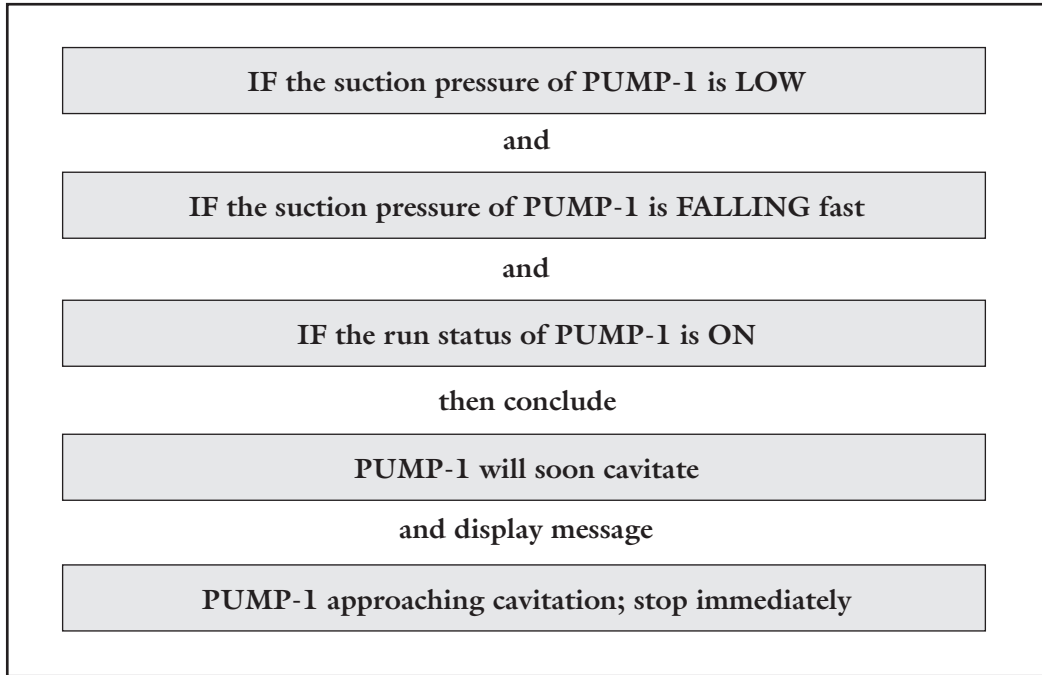 IF the suction pressure of PUMP-1 is LOW
and
IF the suction pressure of PUMP-1 is FALLING fast
and
IF the run status of PUMP-1 is ON
then conclude
PUMP-1 will soon cavitate
and display message
PUMP-1 approaching cavitation; stop immediately